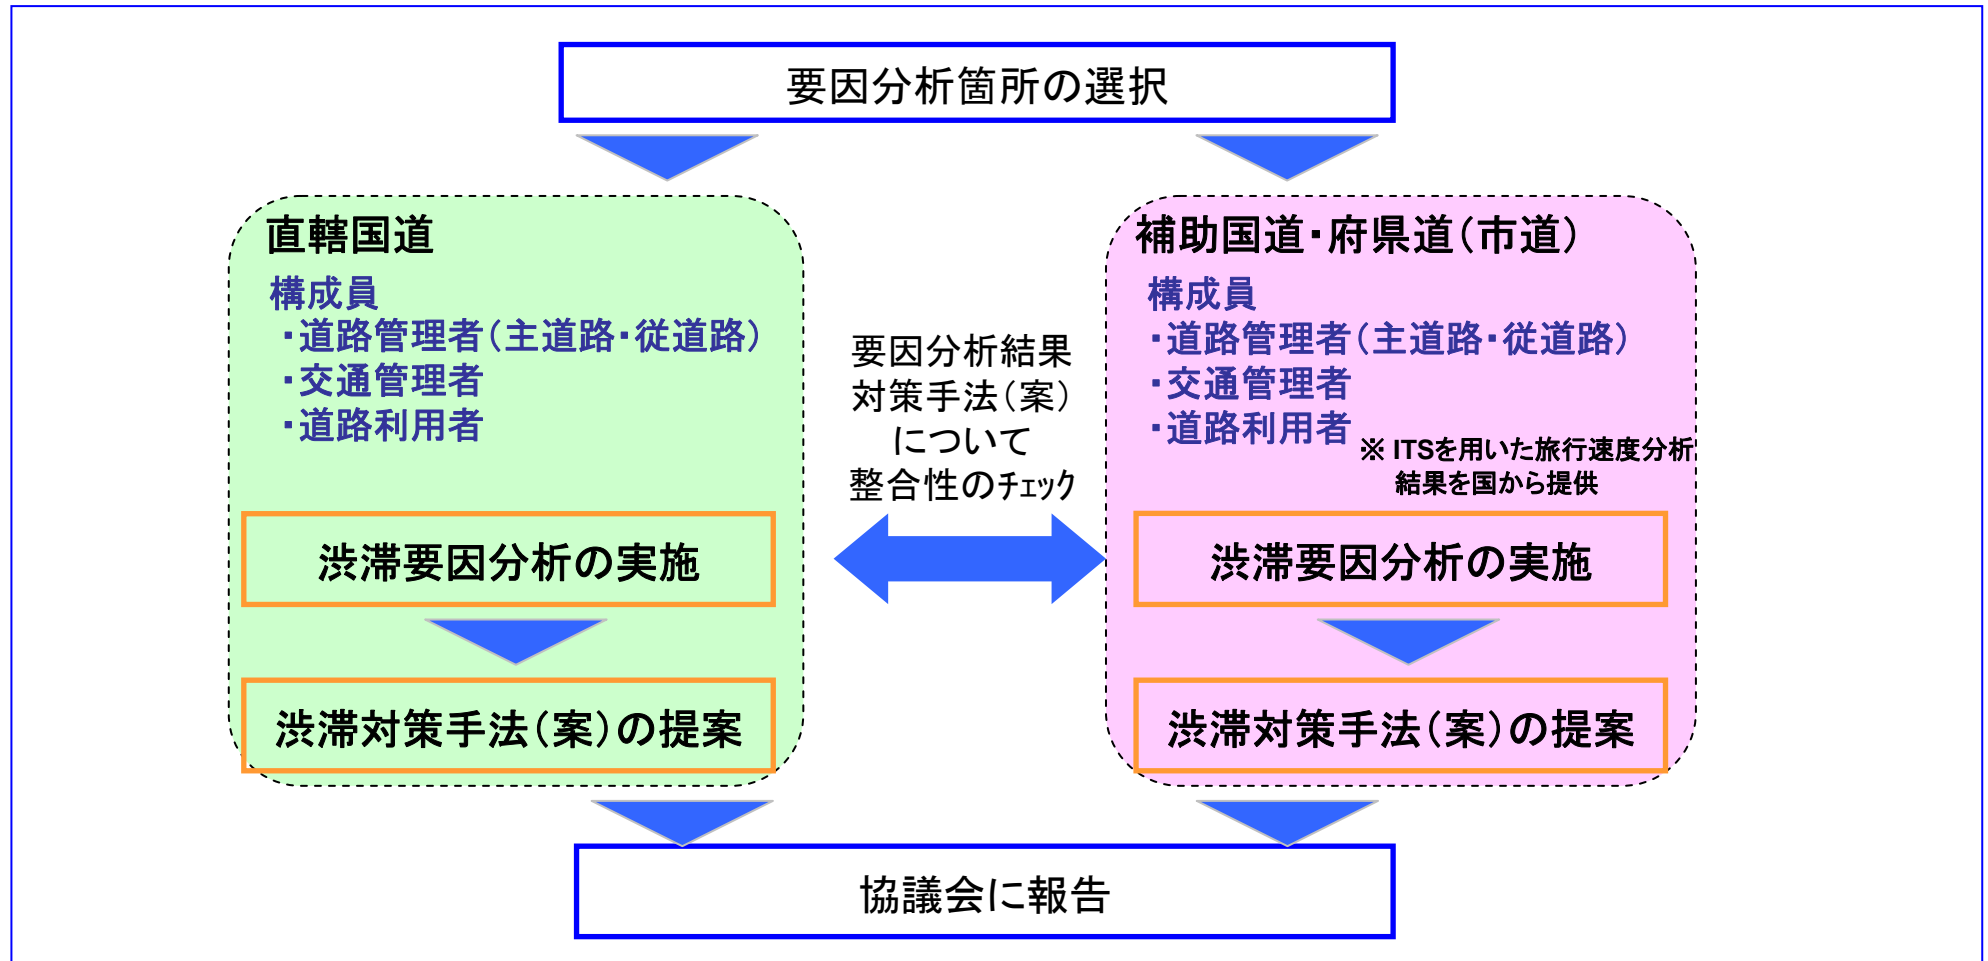 要因分析箇所の選択
直轄国道
構成員
・道路管理者（主道路・従道路）
・交通管理者
・道路利用者
渋滞要因分析の実施
渋滞対策手法（案）の提案
要因分析結果
対策手法（案）
について
整合性のﾁｪｯｸ
補助国道・府県道（市道）
構成員
・道路管理者（主道路・従道路）
・交通管理者
・道路利用者
※ ITSを用いた旅行速度分析
結果を国から提供
渋滞要因分析の実施
渋滞対策手法（案）の提案
協議会に報告